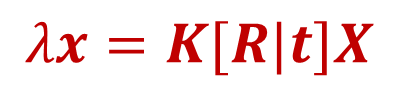 λx = K[R|t]X